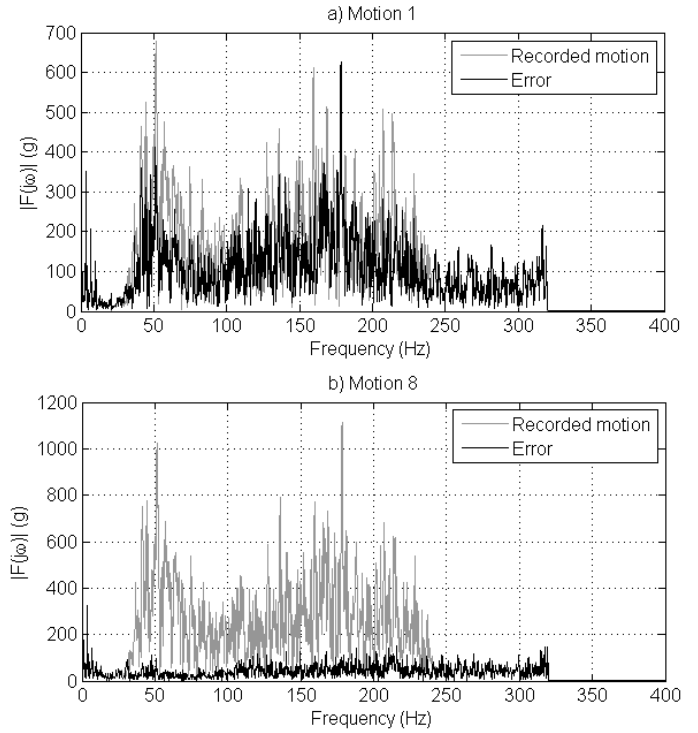 a) Motion 1
700
600
500
400
300
200
100
0
|F(jω)| (g)
Recorded motion
Error
0 50 100 150 200 250 300 350 400
Frequency (Hz)
b) Motion 8
1200
1000
800
600
400
200
0
|F(jω)| (g)
Recorded motion
Error
0 50 100 150 200 250 300 350 400
Frequency (Hz)